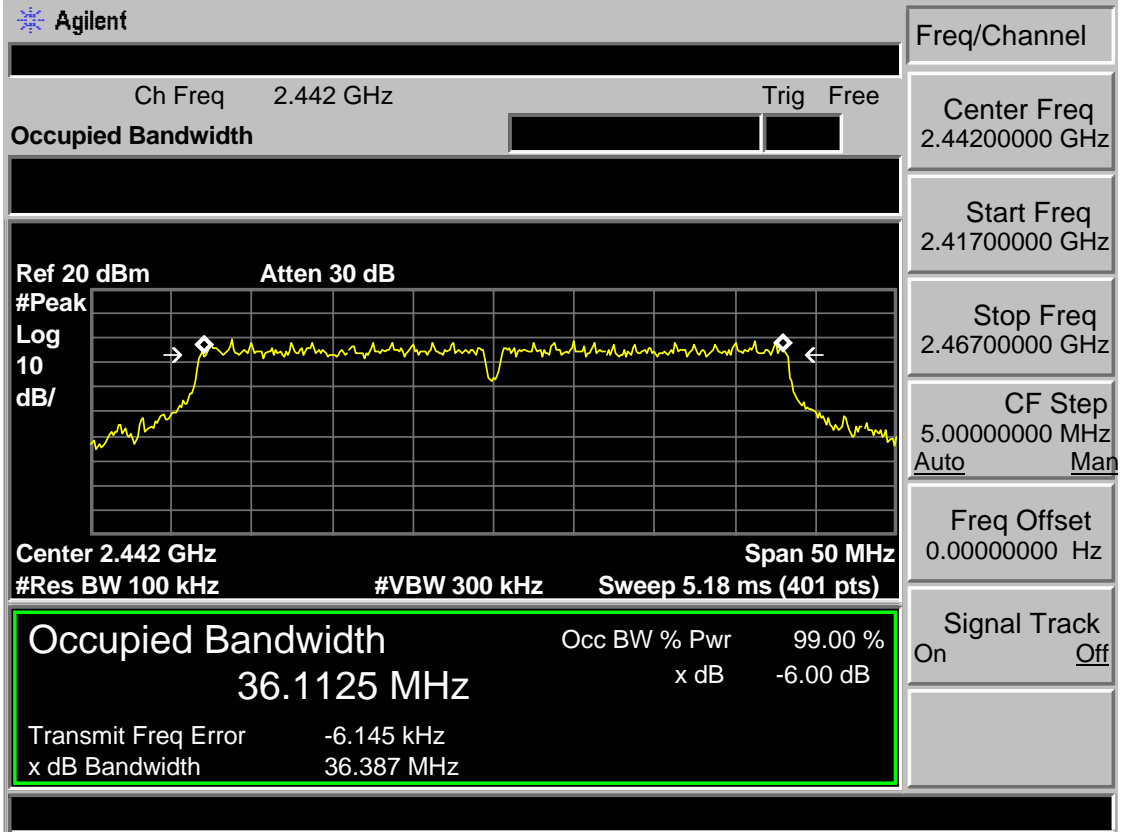 Agilent
Freq/Channel
Ch Freq 2.442 GHz Trig Free
Occupied Bandwidth
Center Freq
2.44200000 GHz
Start Freq
2.41700000 GHz
Stop Freq
2.46700000 GHz
CF Step
5.00000000 MHz
Auto Man
Freq Offset
0.00000000 Hz
Signal Track
On Off
Ref 20 dBm Atten 30 dB
#Peak
Log
10
dB/
Center 2.442 GHz Span 50 MHz
#Res BW 100 kHz #VBW 300 kHz Sweep 5.18 ms (401 pts)
Occupied Bandwidth Occ BW % Pwr 99.00 %
36.1125 MHz x dB -6.00 dB
Transmit Freq Error -6.145 kHz
x dB Bandwidth 36.387 MHz